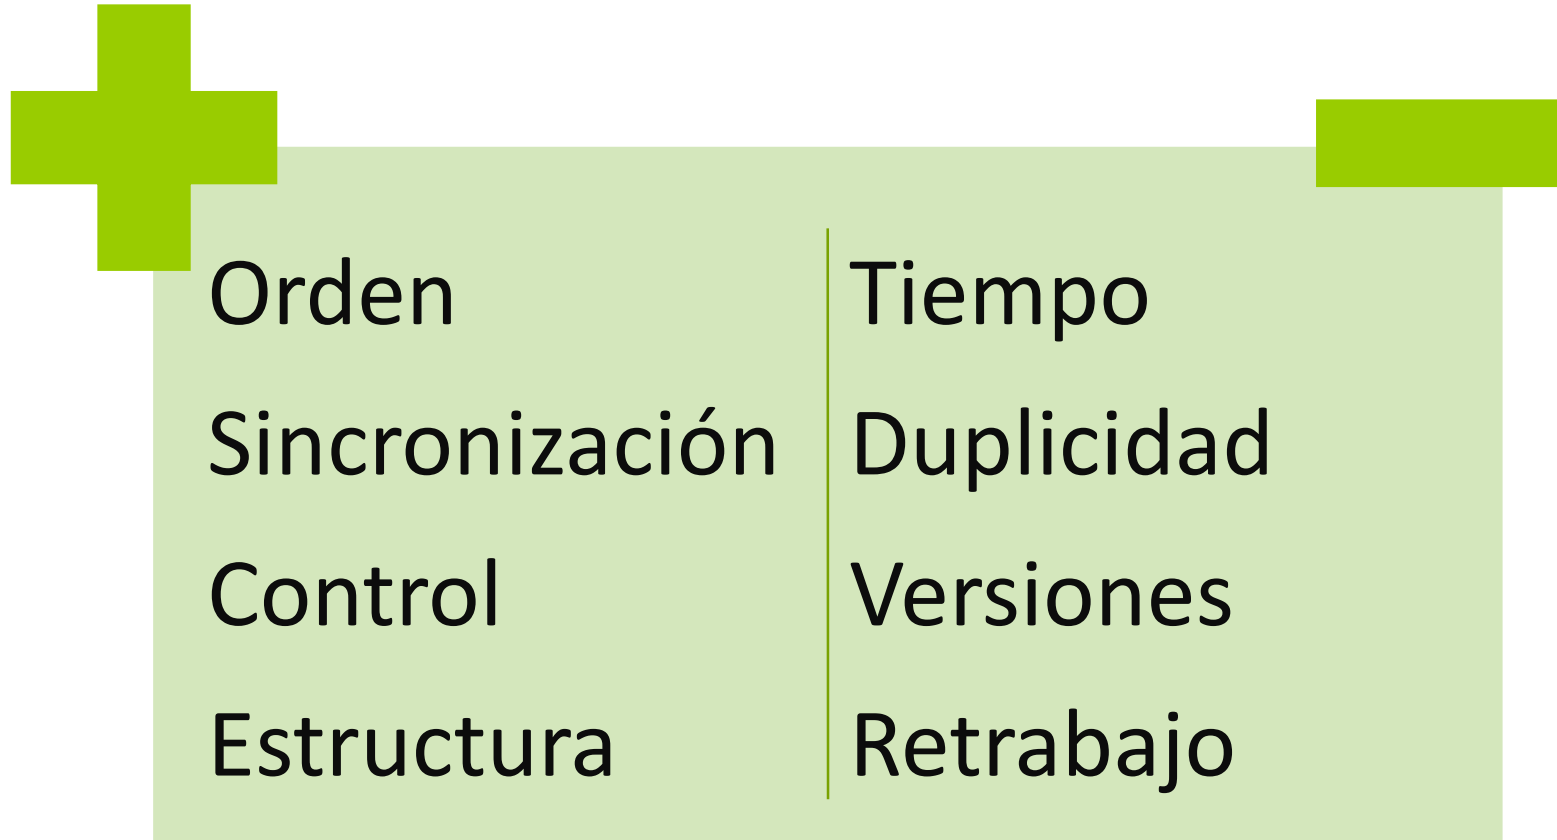 Orden
Sincronización
Control
Estructura
Tiempo
Duplicidad
Versiones
Retrabajo